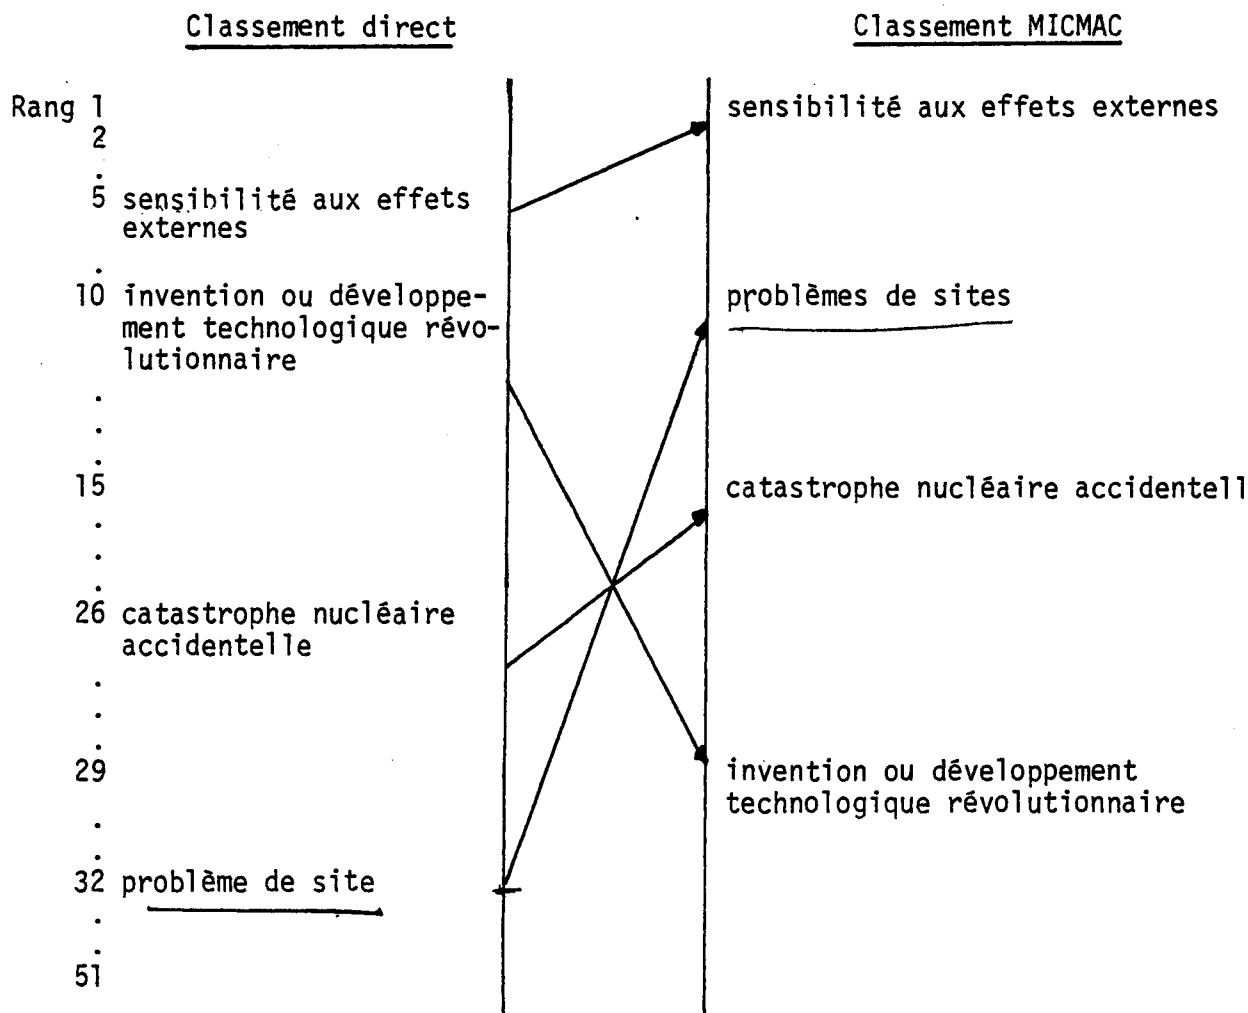 Classement direct
Classement MICMAC
Rang 1
sensibilité aux effets externes
2
.
5 sensibilité aux effets
externes
.
10 invention ou développe-
problèmes de sites
ment technologique révo-
lutionnaire
.
.
.
15
catastrophe nucléaire accidentell
.
.
.
26 catastrophe nucléaire
accidentelle
.
.
.
29
invention ou développement
technologique révolutionnaire
.
.
32 problème de site
.
.
51